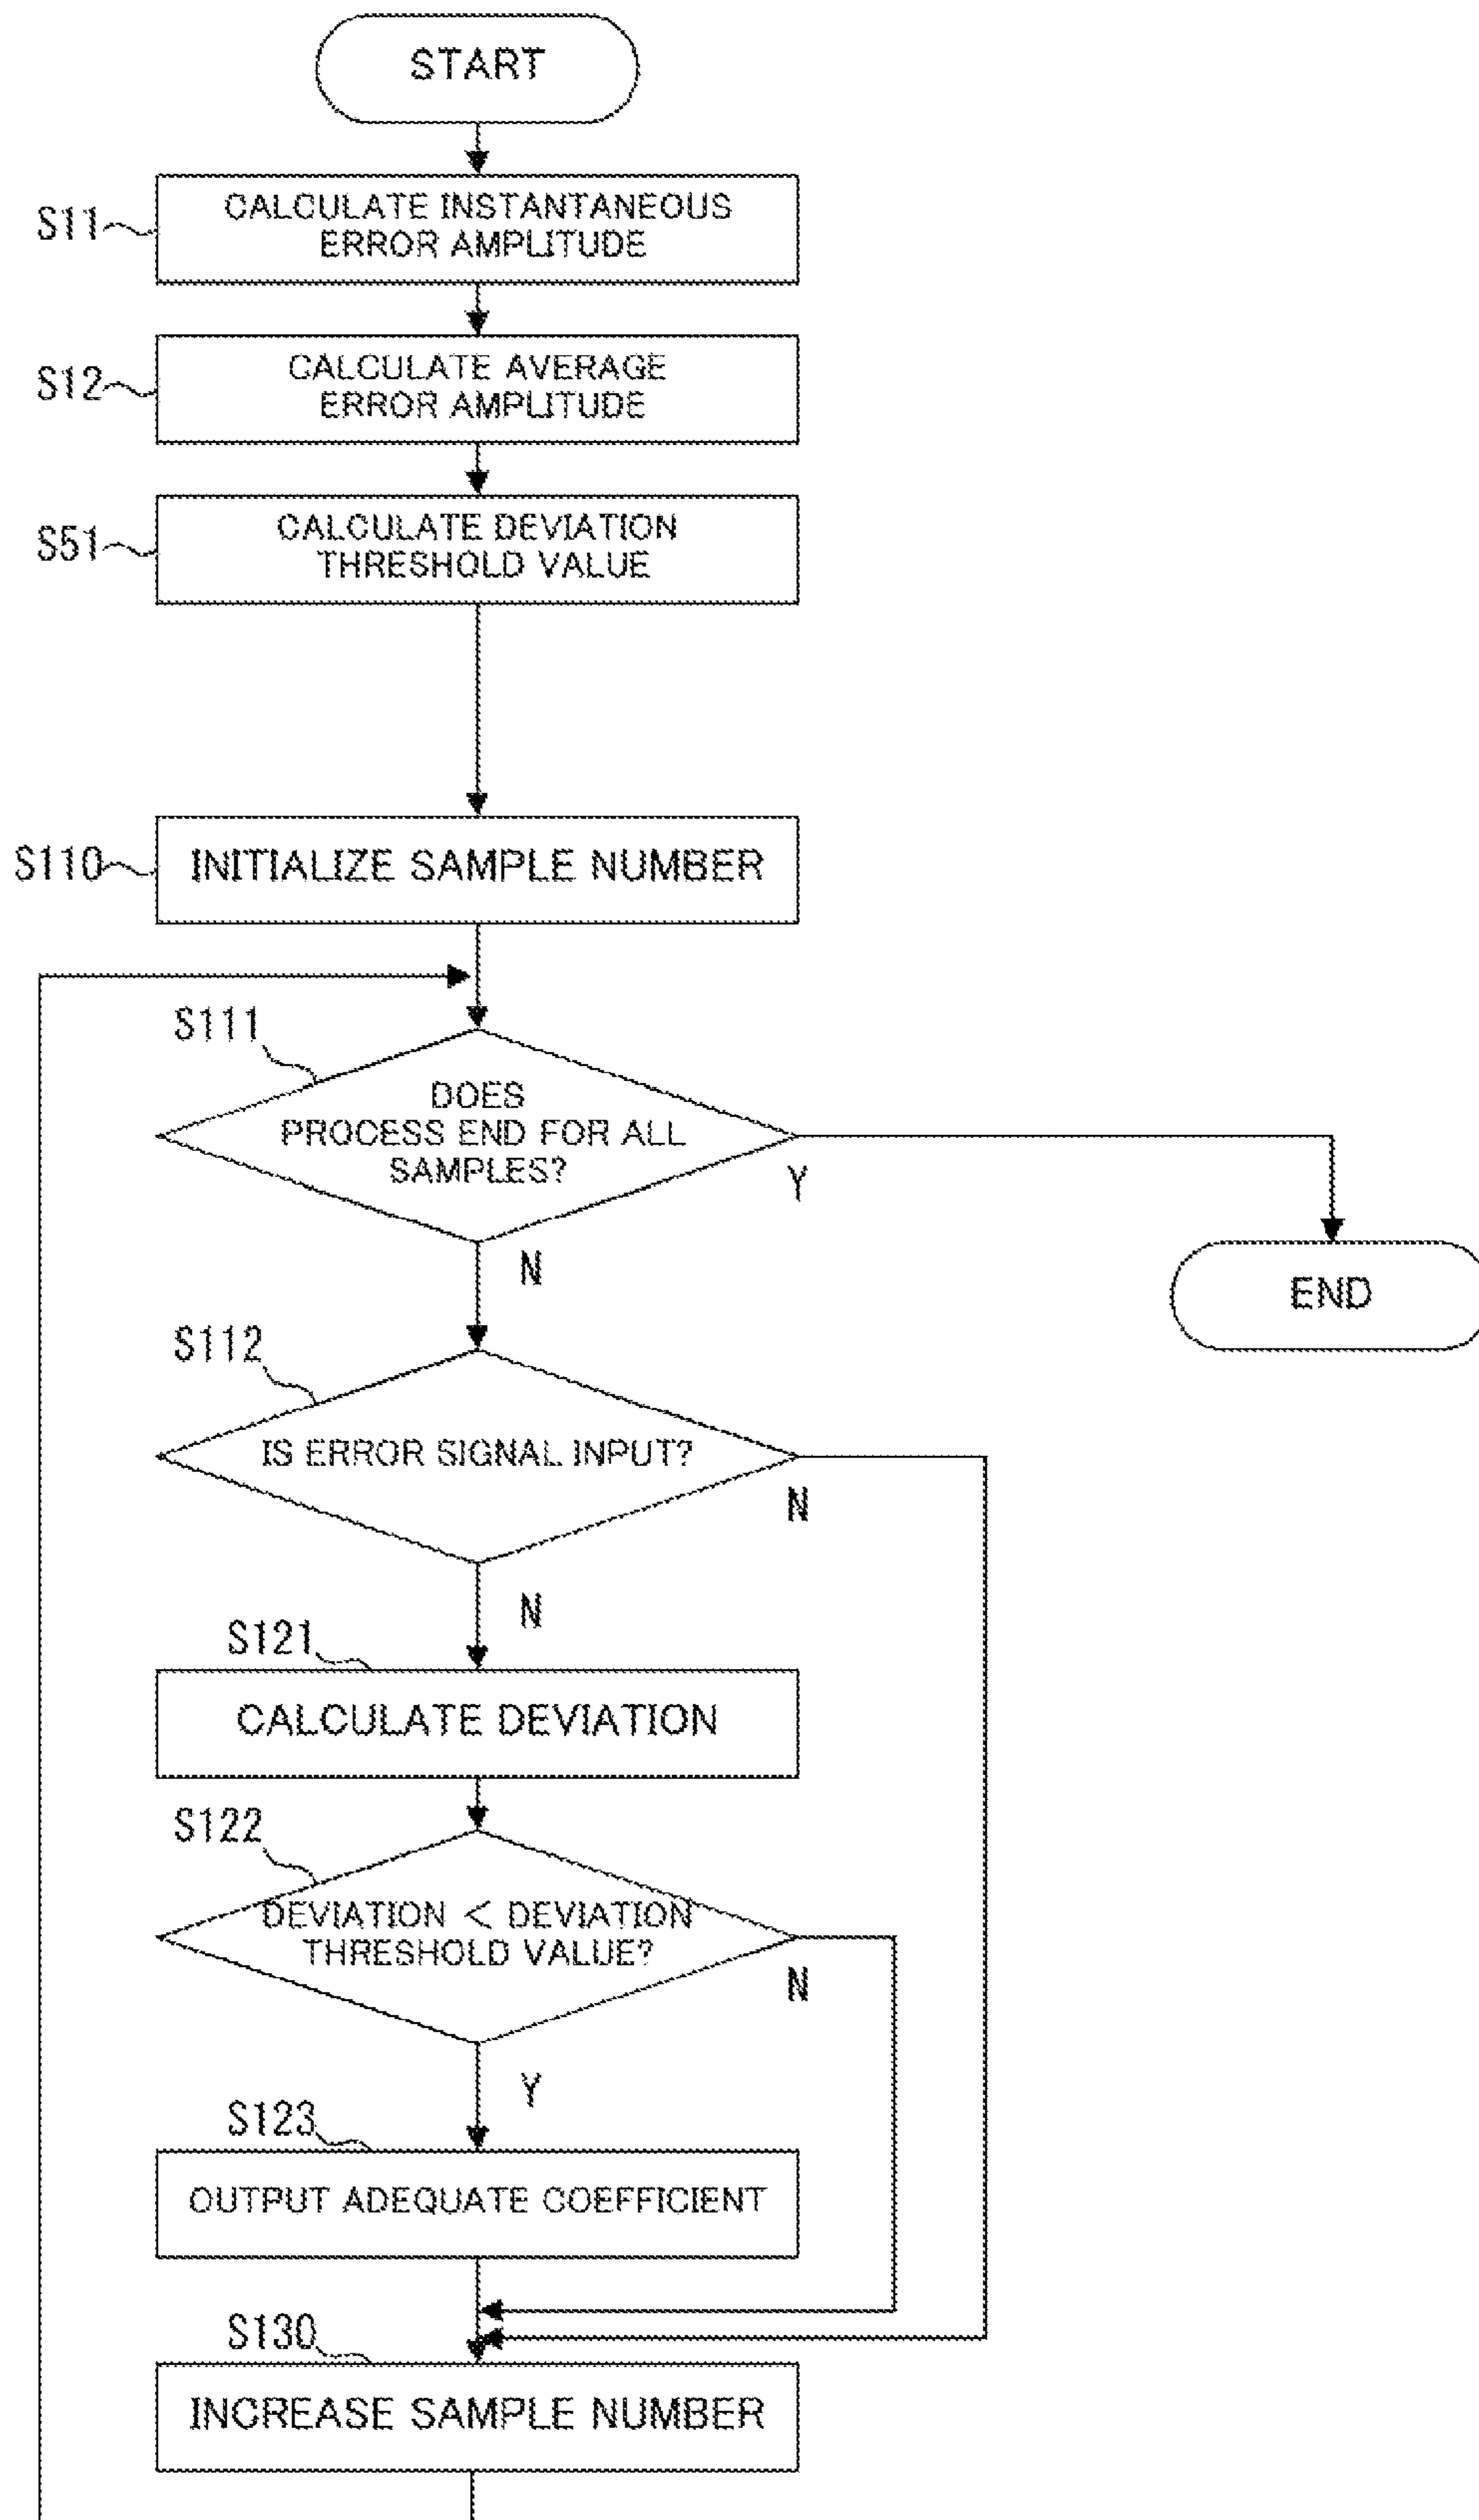 START
S11
CALCULATE INSTANTANEOUS
ERROR AMPLITUDE
S12
CALCULATE AVERAGE
ERROR AMPLITUDE
S51
CALCULATE DEVIATION
THRESHOLD VALUE
S110
INITIALIZE SAMPLE NUMBER
S111
DOES
PROCESS END FOR ALL
SAMPLES?
Y
N
END
S112
IS ERROR SIGNAL INPUT?
N
N
S121
CALCULATE DEVIATION
S122
DEVIATION < DEVIATION
THRESHOLD VALUE?
N
Y
S123
OUTPUT ADEQUATE COEFFICIENT
S130
INCREASE SAMPLE NUMBER